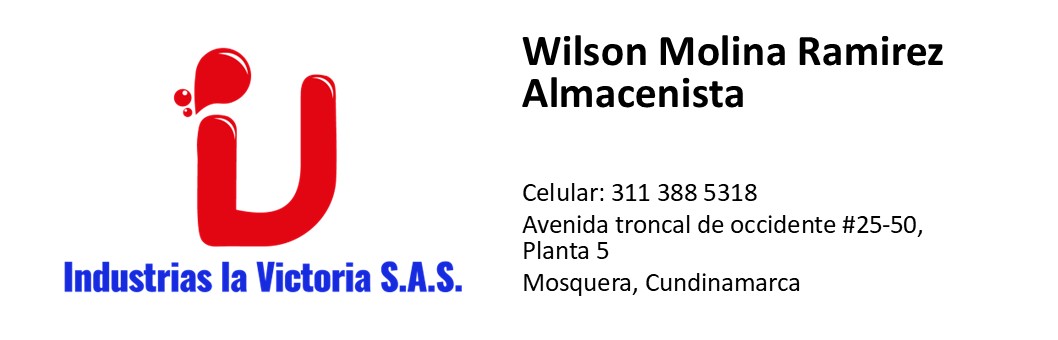 Wilson Molina Ramirez
Almacenista
Celular: 311 388 5318
Avenida troncal de occidente #25-50,
Planta 5
Mosquera, Cundinamarca
Industrias la Victoria S.A.S.